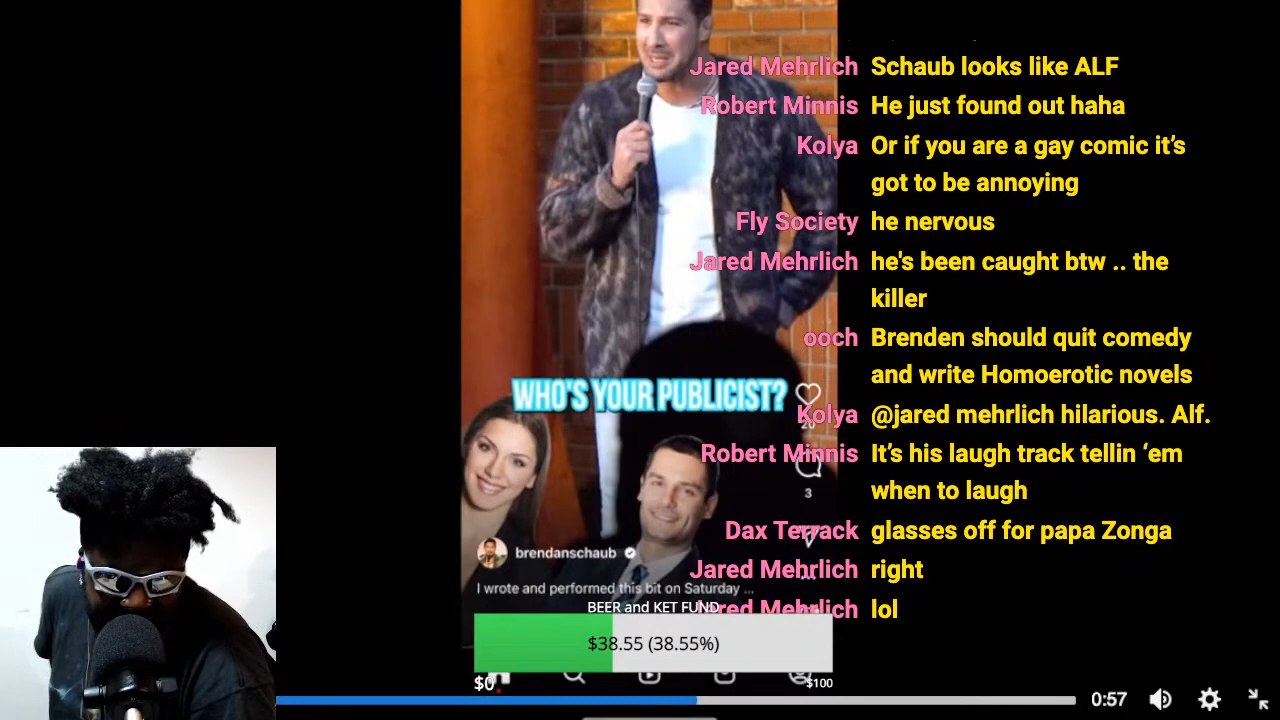 Jared Mehrlich Schaub looks like ALF
Robert Minnis He just found out haha
Kolya Or if you are a gay comic it’s
got to be annoying
Fly Society he nervous
Jared Mehrlich he's been caught btw .. the
killer
ooch Brenden should quit comedy
and write Homoerotic novels
WHO'S YOUR PUBLICIST?
Kolya @jared mehrlich hilarious. Alf.
Robert Minnis It’s his laugh track tellin ‘em
when to laugh
3
Dax Terrack glasses off for papa Zonga
brendanschaub
Jared Mehrlich right
I wrote and performed this bit on Saturday ...
BEER and KET FUND
Jared Mehrlich lol
$38.55 (38.55%)
$0
$100
0:57